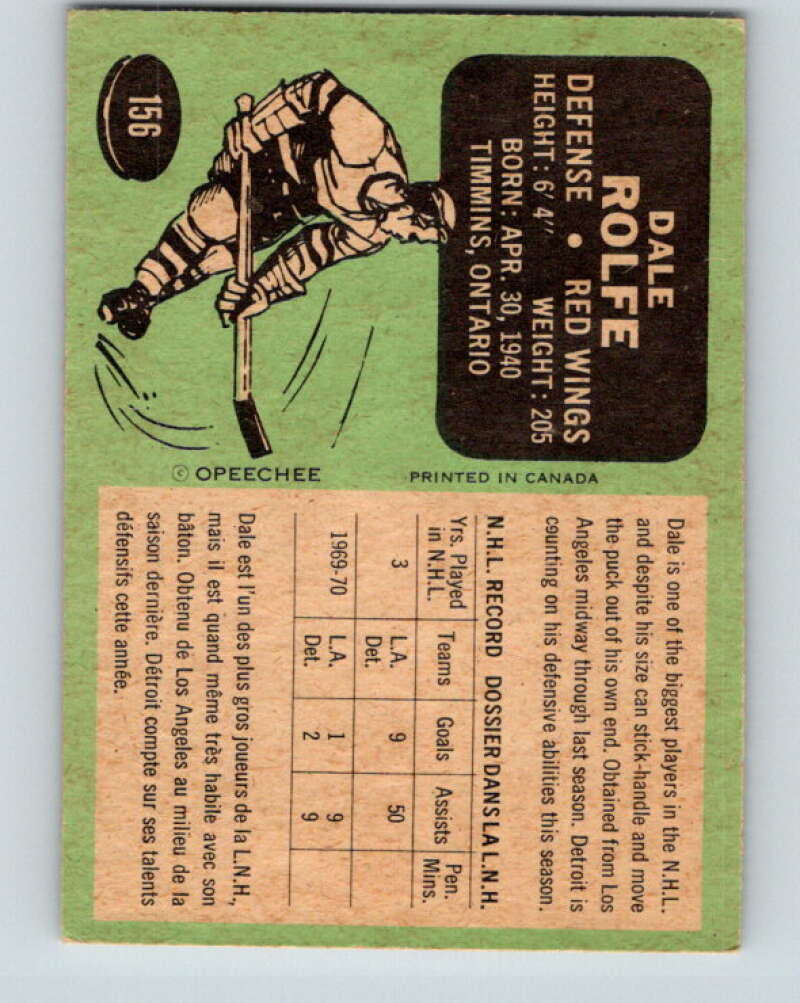 156
DALE
ROLFE
DEFENSE • RED WINGS
HEIGHT: 6'4" WEIGHT: 205
BORN: APR. 30, 1940
TIMMINS, ONTARIO
© OPEECHEE
PRINTED IN CANADA
Dale is one of the biggest players in the N.H.L.
and despite his size can stick-handle and move
the puck out of his own end. Obtained from Los
Angeles midway through last season. Detroit is
counting on his defensive abilities this season.
N.H.L. RECORD DOSSIER DANS LA L.N.H.
Yrs. Played in N.H.L. Teams Goals Assists Pen. Mins.
3 L.A. 9 50
Det.
1969-70 L.A. 1 9
Det. 2 9
Dale est l'un des plus gros joueurs de la L.N.H.,
mais il est quand même très habile avec son
bâton. Obtenu de Los Angeles au milieu de la
saison dernière. Détroit compte sur ses talents
défensifs cette année.